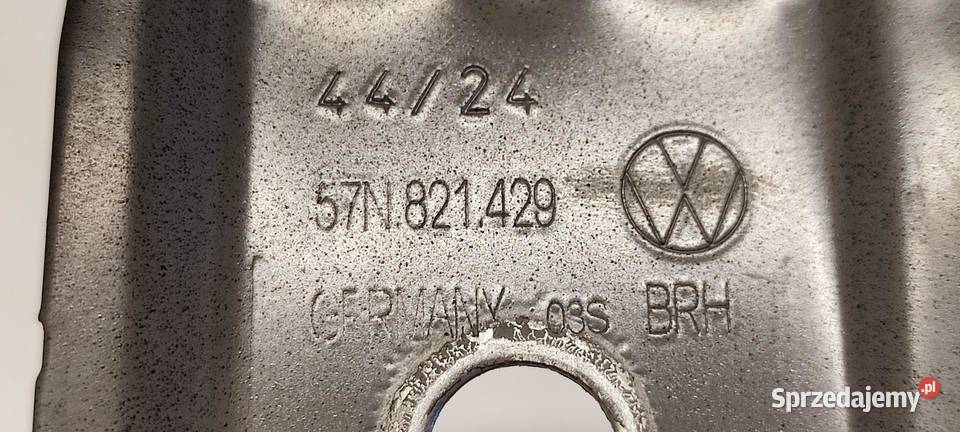 44/24
57N.821.429
GERMANY 03S BRH
Sprzedajemy.pl